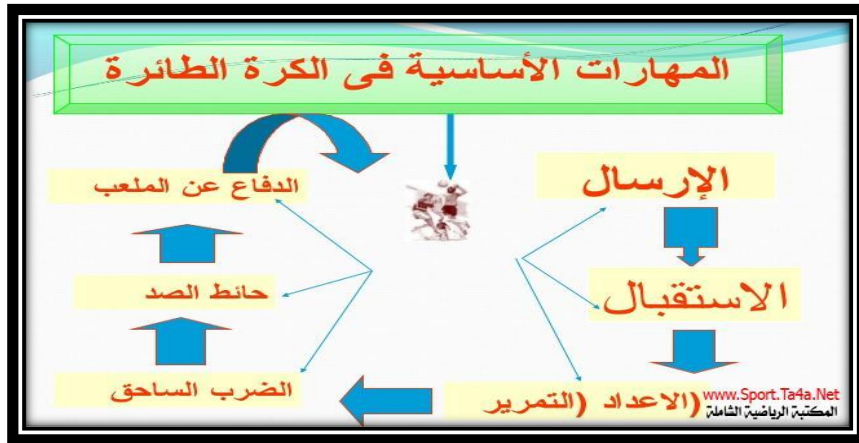 المهارات الأساسية فى الكرة الطائرة
الإرسال
الاستقبال
(الاعداد (التمرير
الضرب الساحق
حائط الصد
الدفاع عن الملعب
www.Sport.Ta4a.Net
المكتبة الرياضية الشاملة